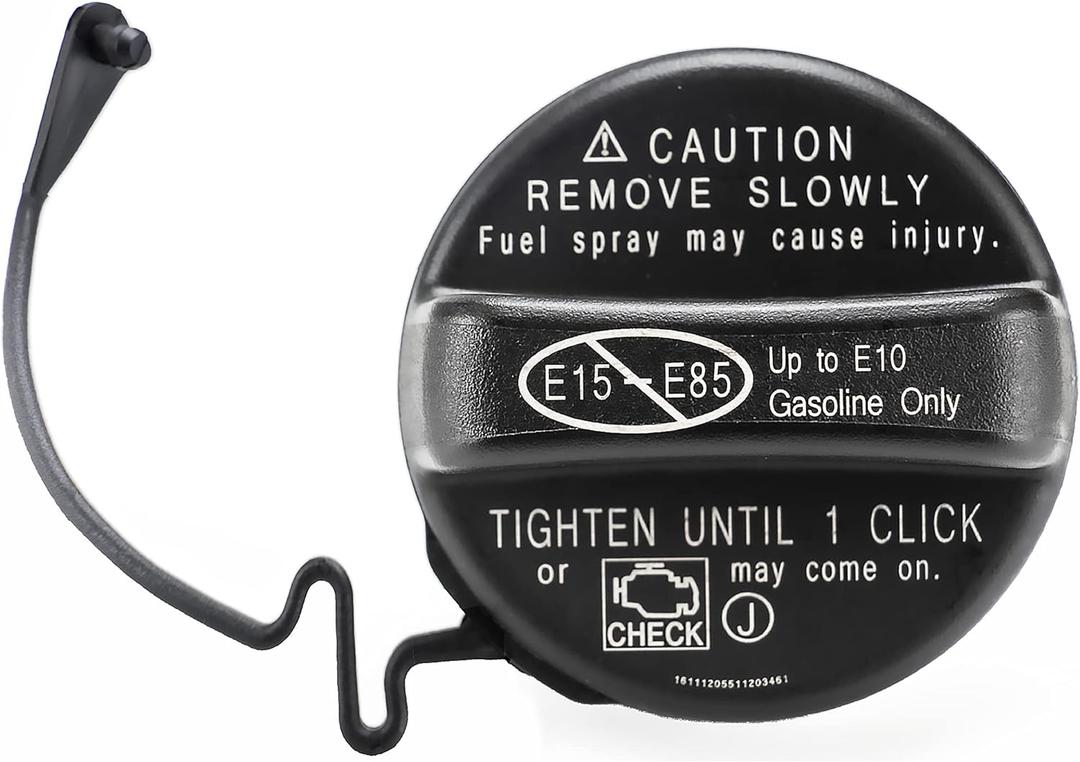 CAUTION
REMOVE SLOWLY
Fuel spray may cause injury.
E15-E85 Up to E10
Gasoline Only
TIGHTEN UNTIL 1 CLICK
or CHECK may come on.
J
16111205511203461